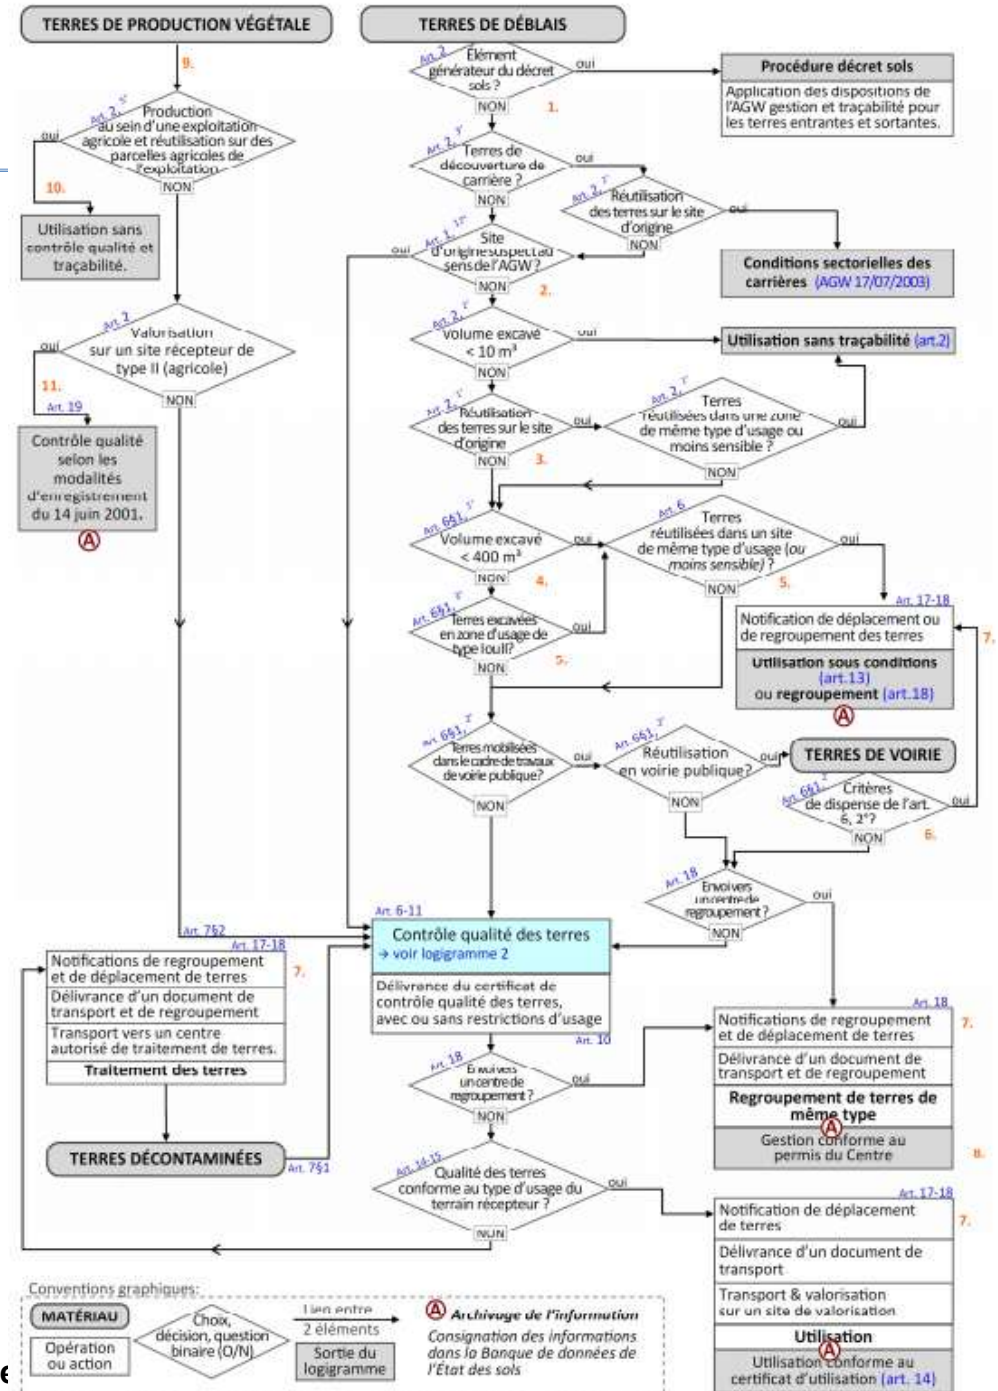 TERRES DE PRODUCTION VÉGÉTALE
9.
Art. 2, 5°
Production
au sein d'une exploitation
agricole et réutilisation sur des
parcelles agricoles de
l'exploitation
oui
NON
10.
Utilisation sans
contrôle qualité et
traçabilité.
Art. 2
Valorisation
sur un site récepteur de
type II (agricole)
oui
NON
11.
Art. 19
Contrôle qualité
selon les
modalités
d'enregistrement
du 14 juin 2001.
A
TERRES DE DÉBLAIS
Art. 2
Elément
générateur du décret
sols ?
oui
NON
1.
Procédure décret sols
Application des dispositions de
l'AGW gestion et traçabilité pour
les terres entrantes et sortantes.
Art. 2,
Terres de
découverture de
carrière ?
oui
NON
Art. 2,
Réutilisation
des terres sur le site
d'origine
oui
NON
Conditions sectorielles des
carrières (AGW 17/07/2003)
Art. 1,
Site
d'origine suspect au
sens de l'AGW ?
oui
NON
2.
Art. 2,
Volume excavé
< 10 m³
oui
NON
Utilisation sans traçabilité (art.2)
Art. 2,
Réutilisation
des terres sur le site
d'origine
oui
NON
3.
Art. 2,
Terres
réutilisées dans une zone
de même type d'usage ou
moins sensible ?
oui
NON
Art. 6§1,
Volume excavé
< 400 m³
oui
NON
4.
Art. 6
Terres
réutilisées dans un site
de même type d'usage (ou
moins sensible) ?
oui
NON
5.
Art. 6§1,
Terres excavées
en zone d'usage de
type I ou II?
oui
NON
5.
Art. 17-18
Notification de déplacement ou
de regroupement des terres
7.
Utilisation sous conditions
(art.13)
ou regroupement (art.18)
A
Art. 6§1,
Terres mobilisées
dans le cadre de travaux
de voirie publique?
oui
NON
Art. 6§1,
Réutilisation
en voirie publique?
oui
NON
TERRES DE VOIRIE
Art. 6§1,
Critères
de dispense de l'art.
6, 2°?
oui
NON
6.
Art. 18
Envoi vers
un centre de
regroupement ?
oui
NON
Art. 6-11
Contrôle qualité des terres
→ voir logigramme 2
Délivrance du certificat de
contrôle qualité des terres,
avec ou sans restrictions d'usage
Art. 10
Art. 7§2
Art. 17-18
Notifications de regroupement
et de déplacement de terres
7.
Délivrance d'un document de
transport et regroupement
Transport vers un centre
autorisé de traitement de terres.
Traitement des terres
TERRES DÉCONTAMINÉES
Art. 7§1
Art. 18
Envoi vers
un centre de
regroupement ?
oui
NON
Art. 18
Notifications de regroupement
et de déplacement de terres
7.
Délivrance d'un document de
transport et de regroupement
Regroupement de terres de
même type
A
Gestion conforme au
permis du Centre
8.
Art. 14-15
Qualité des terres
conforme au type d'usage du
terrain récepteur ?
oui
NON
Art. 17-18
Notification de déplacement
de terres
7.
Délivrance d'un document de
transport
Transport & valorisation
sur un site de valorisation
Utilisation
A
Utilisation conforme au
certificat d'utilisation (art. 14)
Conventions graphiques:
MATÉRIAU
Opération
ou action
Choix,
décision, question
binaire (O/N)
Lien entre
2 éléments
Sortie du
logigramme
A Archivage de l'information
Consignation des informations
dans la Banque de données de
l'État des sols